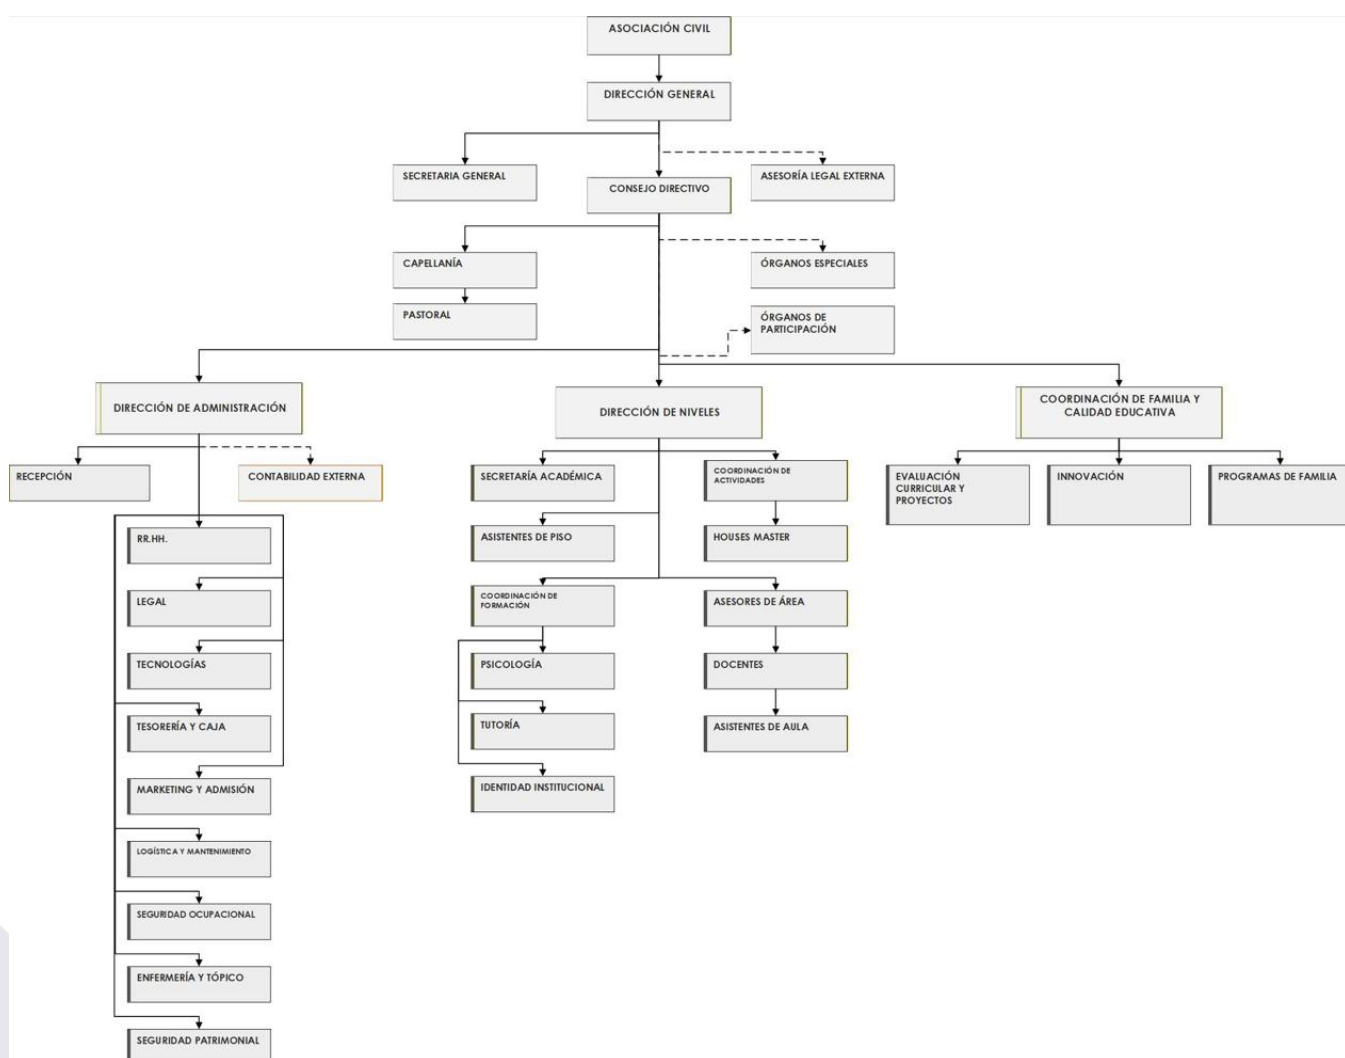 ASOCIACIÓN CIVIL
DIRECCIÓN GENERAL
SECRETARIA GENERAL
ASESORÍA LEGAL EXTERNA
CONSEJO DIRECTIVO
CAPELLANÍA
ÓRGANOS ESPECIALES
PASTORAL
ÓRGANOS DE
PARTICIPACIÓN
DIRECCIÓN DE ADMINISTRACIÓN
DIRECCIÓN DE NIVELES
COORDINACIÓN DE FAMILIA Y
CALIDAD EDUCATIVA
RECEPCIÓN
CONTABILIDAD EXTERNA
RR.HH.
LEGAL
TECNOLOGÍAS
TESORERÍA Y CAJA
MARKETING Y ADMISIÓN
LOGÍSTICA Y MANTENIMIENTO
SEGURIDAD OCUPACIONAL
ENFERMERÍA Y TÓPICO
SEGURIDAD PATRIMONIAL
SECRETARÍA ACADÉMICA
COORDINACIÓN DE
ACTIVIDADES
ASISTENTES DE PISO
HOUSES MASTER
COORDINACIÓN DE
FORMACIÓN
ASESORES DE ÁREA
PSICOLOGÍA
DOCENTES
TUTORÍA
ASISTENTES DE AULA
IDENTIDAD INSTITUCIONAL
EVALUACIÓN
CURRICULAR Y
PROYECTOS
INNOVACIÓN
PROGRAMAS DE FAMILIA